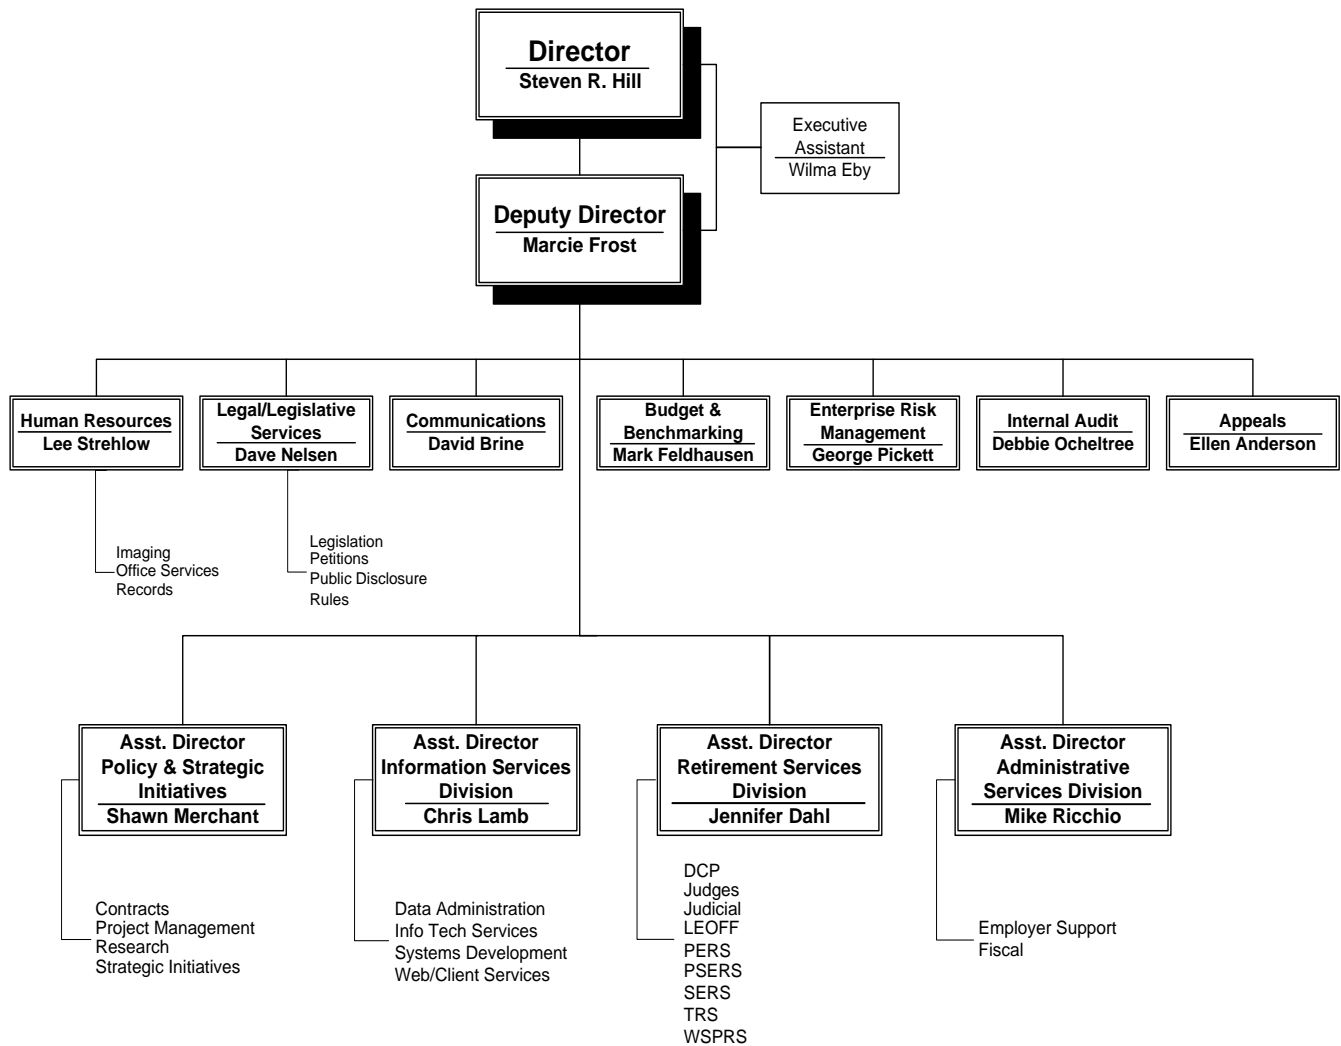 Director
Steven R. Hill
Executive
Assistant
Wilma Eby
Deputy Director
Marcie Frost
Human Resources
Lee Strehlow
Legal/Legislative
Services
Dave Nelsen
Communications
David Brine
Budget &
Benchmarking
Mark Feldhausen
Enterprise Risk
Management
George Pickett
Internal Audit
Debbie Ocheltree
Appeals
Ellen Anderson
Imaging
Office Services
Records
Legislation
Petitions
Public Disclosure
Rules
Asst. Director
Policy & Strategic
Initiatives
Shawn Merchant
Asst. Director
Information Services
Division
Chris Lamb
Asst. Director
Retirement Services
Division
Jennifer Dahl
Asst. Director
Administrative
Services Division
Mike Ricchio
Contracts
Project Management
Research
Strategic Initiatives
Data Administration
Info Tech Services
Systems Development
Web/Client Services
DCP
Judges
Judicial
LEOFF
PERS
PSERS
SERS
TRS
WSPRS
Employer Support
Fiscal